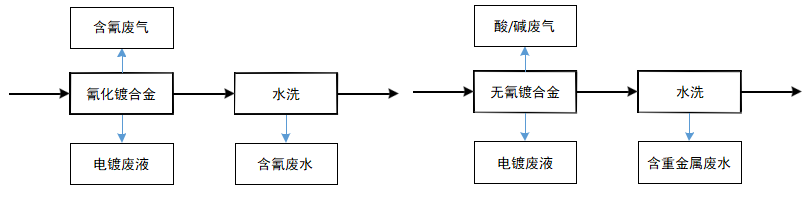 含氰废气
酸/碱废气
氰化镀合金
水洗
无氰镀合金
水洗
电镀废液
含氰废水
电镀废液
含重金属废水